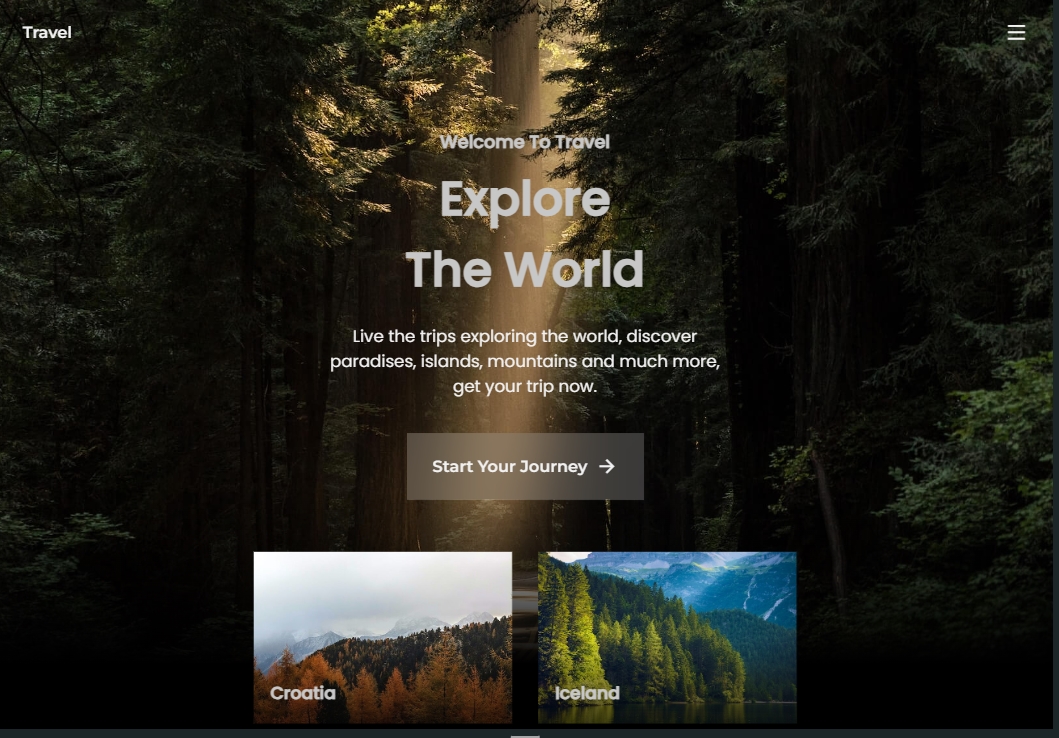 Travel
Welcome To Travel
Explore
The World
Live the trips exploring the world, discover
paradises, islands, mountains and much more,
get your trip now.
Start Your Journey
Croatia
Iceland